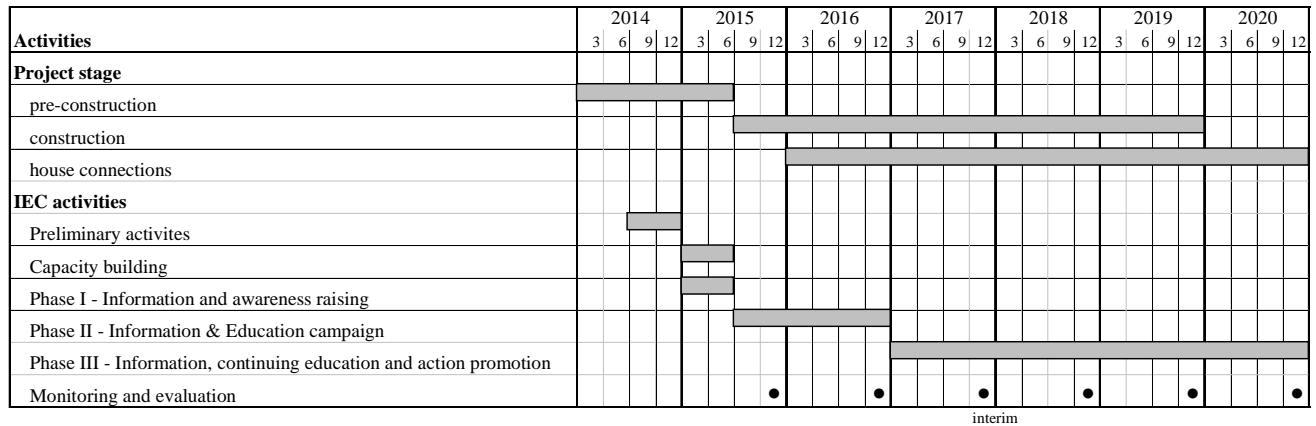 2014 2015 2016 2017 2018 2019 2020
Activities 3 6 9 12 3 6 9 12 3 6 9 12 3 6 9 12 3 6 9 12 3 6 9 12 3 6 9 12
Project stage
pre-construction
construction
house connections
IEC activities
Preliminary activites
Capacity building
Phase I - Information and awareness raising
Phase II - Information & Education campaign
Phase III - Information, continuing education and action promotion
Monitoring and evaluation
interim